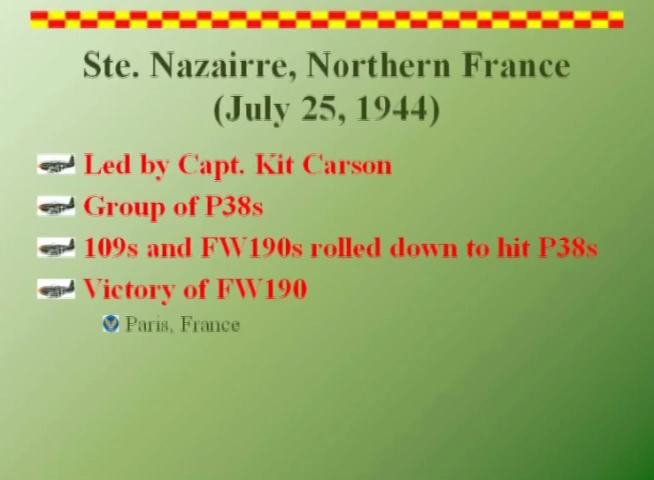 Ste. Nazairre, Northern France
(July 25, 1944)
Led by Capt. Kit Carson
Group of P38s
109s and FW190s rolled down to hit P38s
Victory of FW190
Paris, France